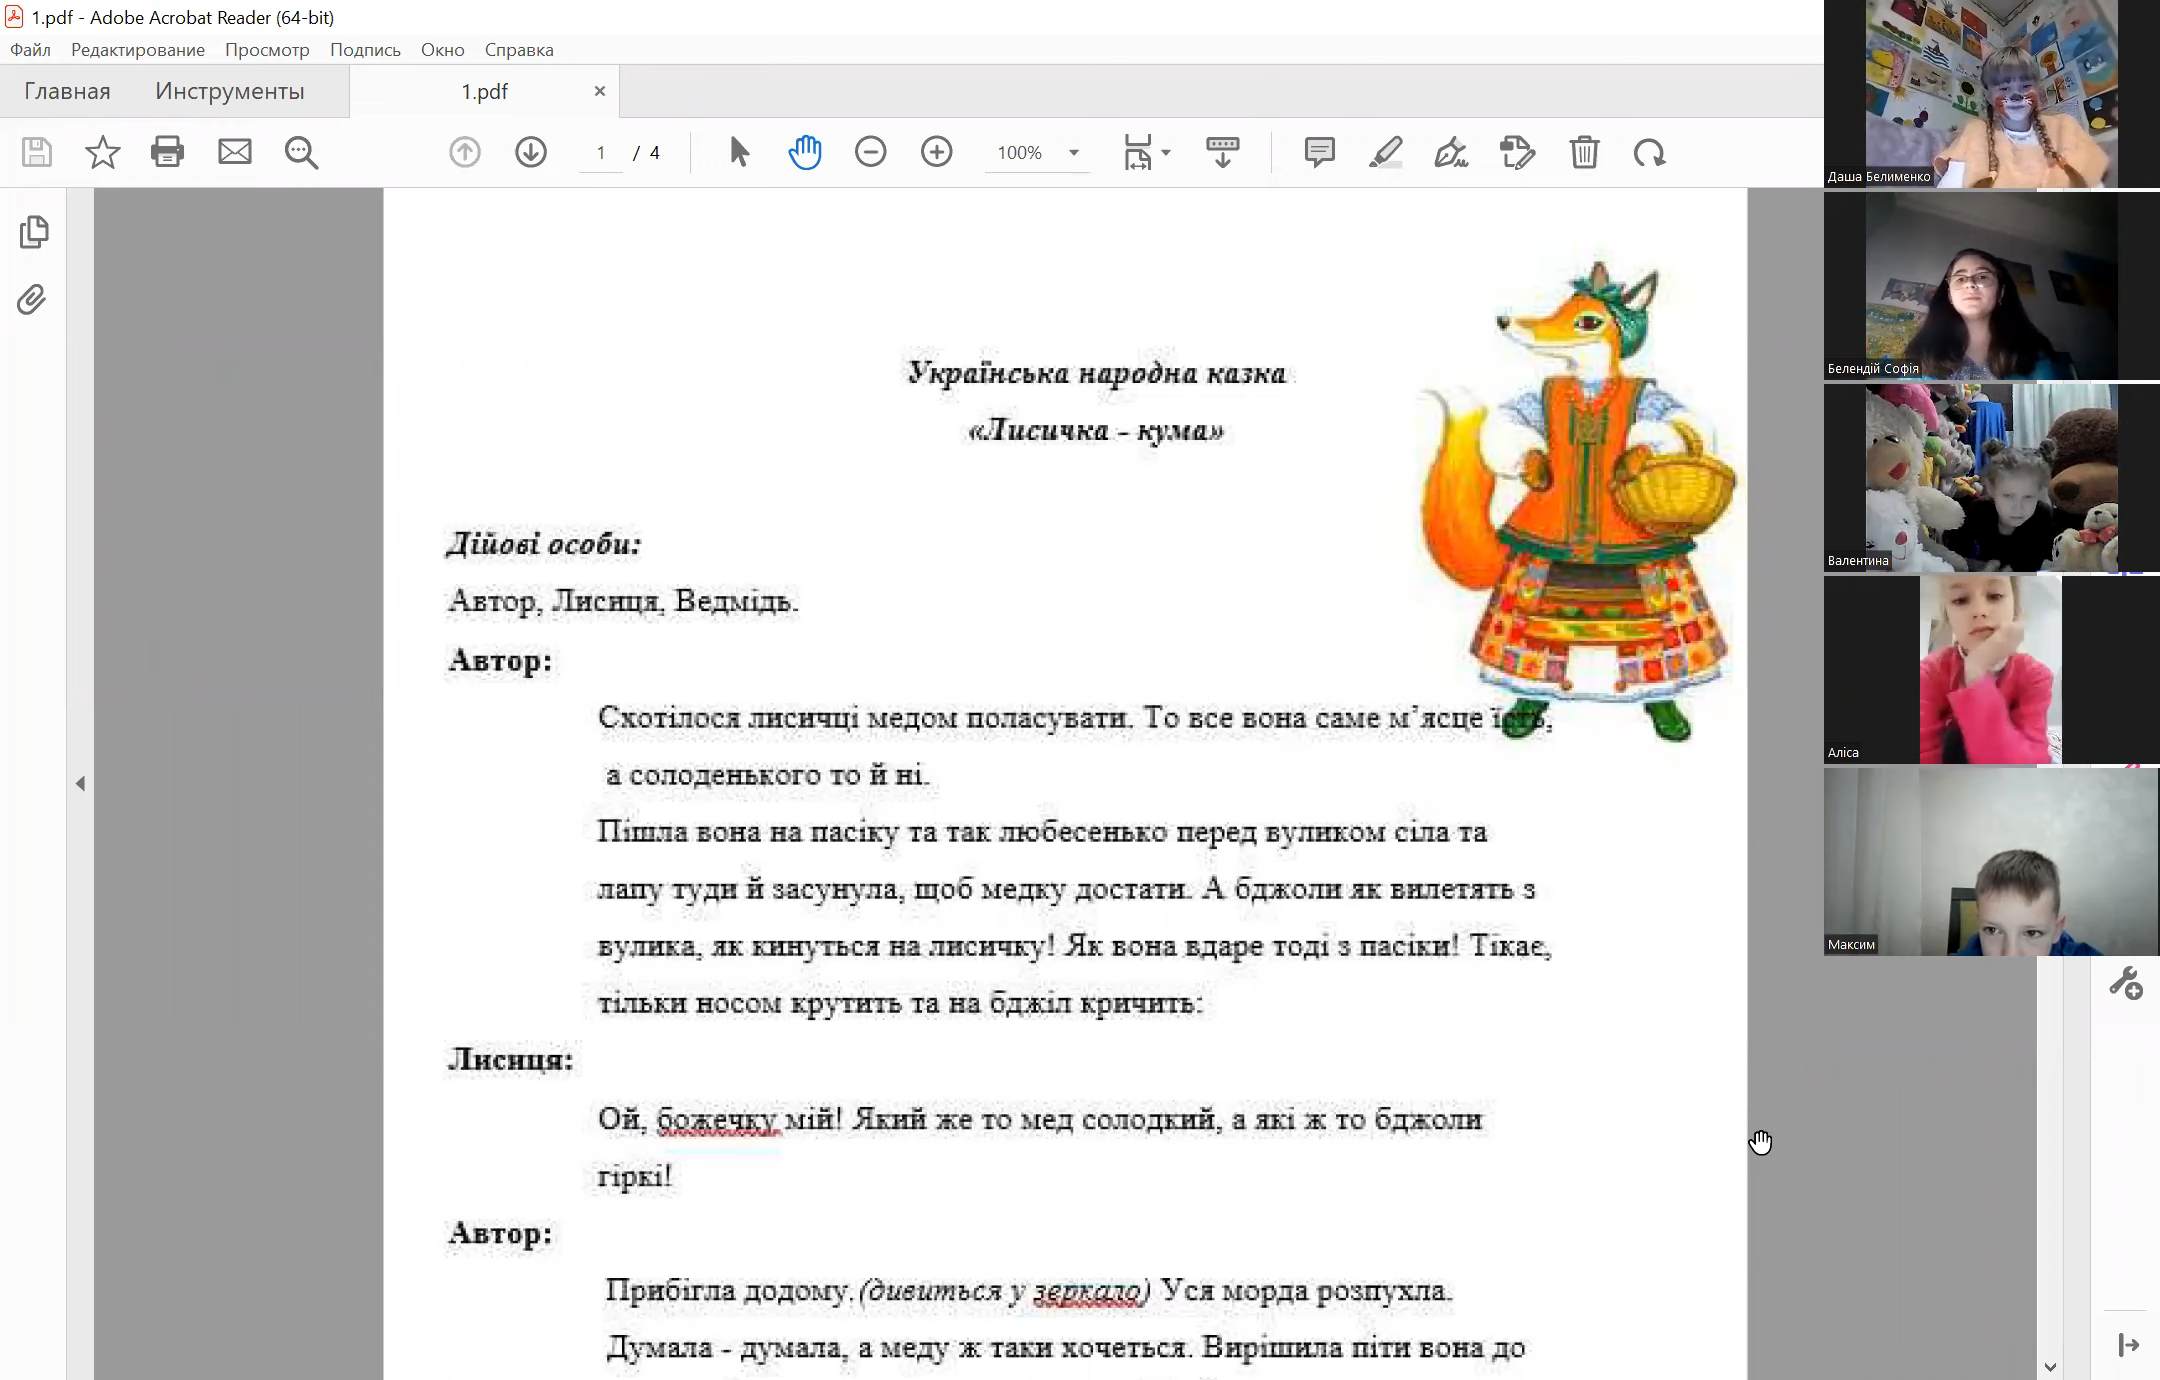 1.pdf - Adobe Acrobat Reader (64-bit)
Файл Редактирование Просмотр Подпись Окно Справка
Главная Инструменты 1.pdf
1 / 4 100%
Українська народна казка
«Лисичка - кума»
Дійові особи:
Автор, Лисиця, Ведмідь.
Автор:
Схотілося лисичці медом поласувати. То все вона саме м’ясце їсть,
а солоденького то й ні.
Пішла вона на пасіку та так любесенько перед вуликом сіла та
лапу туди й засунула, щоб медку достати. А бджоли як вилетять з
вулика, як кинуться на лисичку! Як вона вдаре тоді з пасіки! Тікає,
тільки носом крутить та на бджіл кричить:
Лисиця:
Ой, божечку мій! Який же то мед солодкий, а які ж то бджоли
гіркі!
Автор:
Прибігла додому.(дивиться у зеркало) Уся морда розпухла.
Думала - думала, а меду ж таки хочеться. Вирішила піти вона до
Даша Белименко
Белендій Софія
Валентина
Аліса
Максим